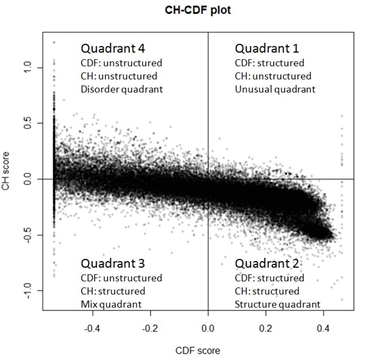 CH-CDF plot
Quadrant 4
CDF: unstructured
CH: unstructured
Disorder quadrant
Quadrant 1
CDF: structured
CH: unstructured
Unusual quadrant
Quadrant 3
CDF: unstructured
CH: structured
Mix quadrant
Quadrant 2
CDF: structured
CH: structured
Structure quadrant
CH score
1.0
0.5
0.0
-0.5
-1.0
-0.4
-0.2
0.0
0.2
0.4
CDF score